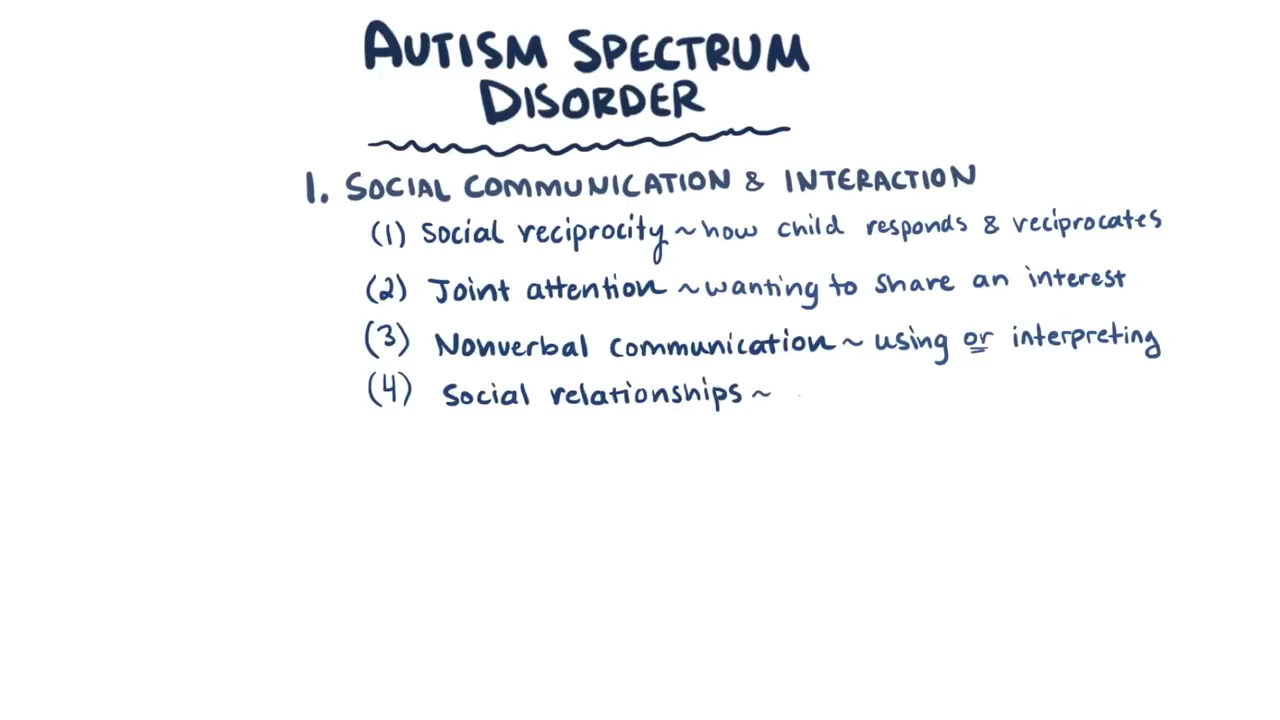 AUTISM SPECTRUM
DISORDER
1. SOCIAL COMMUNICATION & INTERACTION
(1) Social reciprocity ~ how child responds & reciprocates
(2) Joint attention ~ wanting to share an interest
(3) Nonverbal communication ~ using or interpreting
(4) Social relationships ~